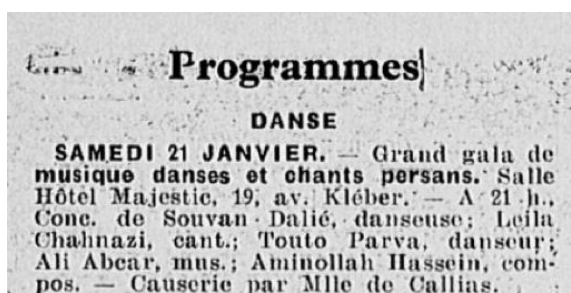 Programmes
DANSE
SAMEDI 21 JANVIER. — Grand gala de
musique danses et chants persans. Salle
Hôtel Majestic, 19, av. Kléber. — A 21 h.,
Conc. de Souvan-Dalié, danseuse; Leila
Chahnazi, cant.; Touto Parva, danseur;
Ali Abcar, mus.; Aminollah Hassein, com-
pos. — Causerie par Mlle de Callias.